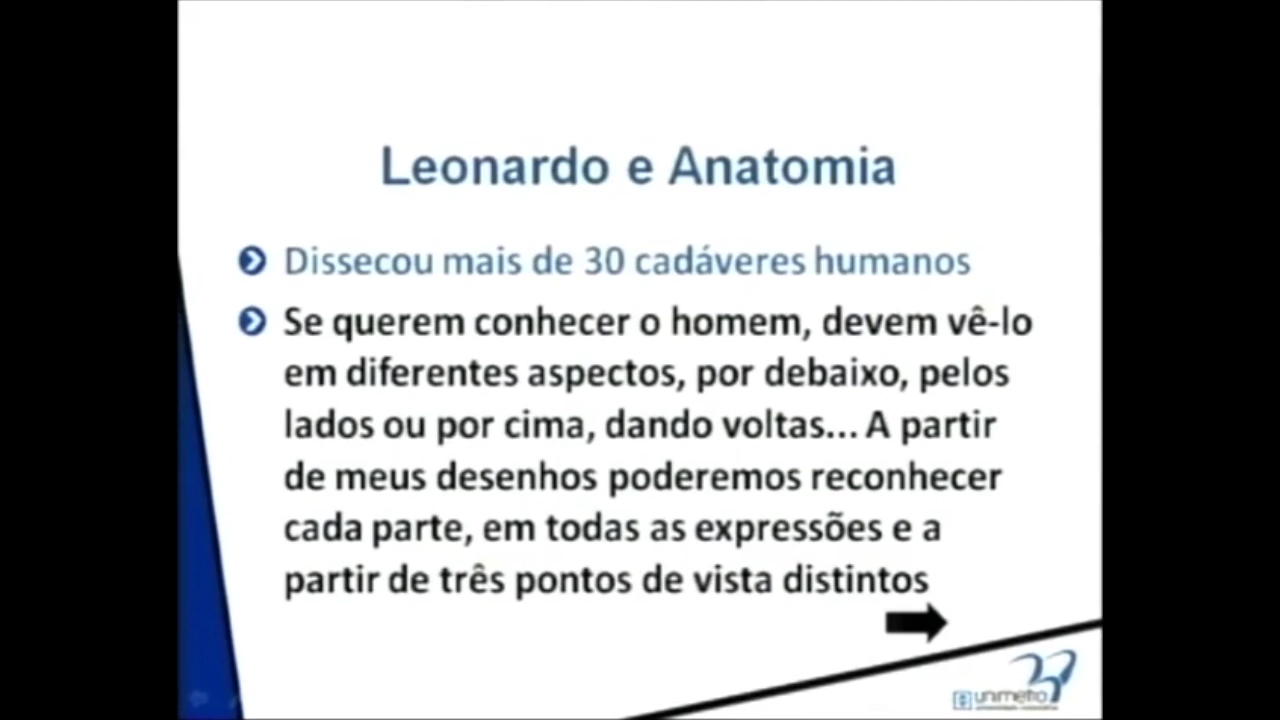 Leonardo e Anatomia
Dissecou mais de 30 cadáveres humanos
Se querem conhecer o homem, devem vê-lo
em diferentes aspectos, por debaixo, pelos
lados ou por cima, dando voltas... A partir
de meus desenhos poderemos reconhecer
cada parte, em todas as expressões e a
partir de três pontos de vista distintos
unimetro